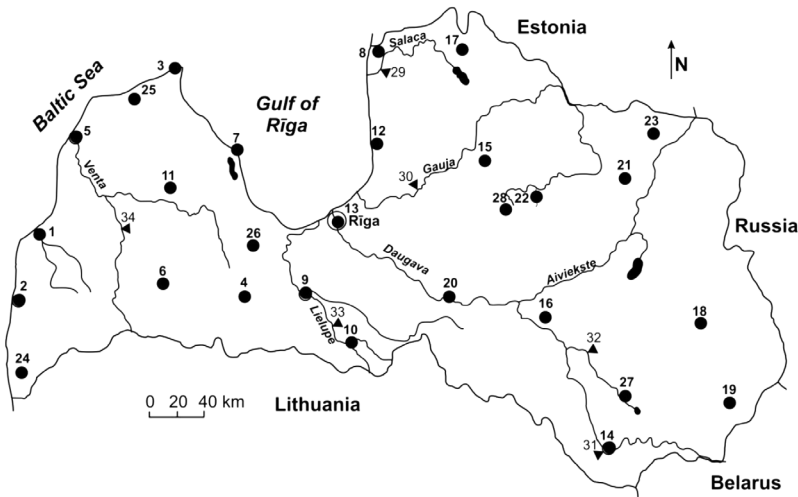 Estonia
8
Salaca
17
N
3
29
Baltic Sea
25
Gulf of
Rīga
5
7
12
23
15
Venta
11
30
Gauja
21
28
22
13
Rīga
34
1
26
Russia
Daugava
Aiviekste
6
4
9
20
2
16
18
33
Lielupe
10
32
24
0 20 40 km
27
19
Lithuania
14
31
Belarus